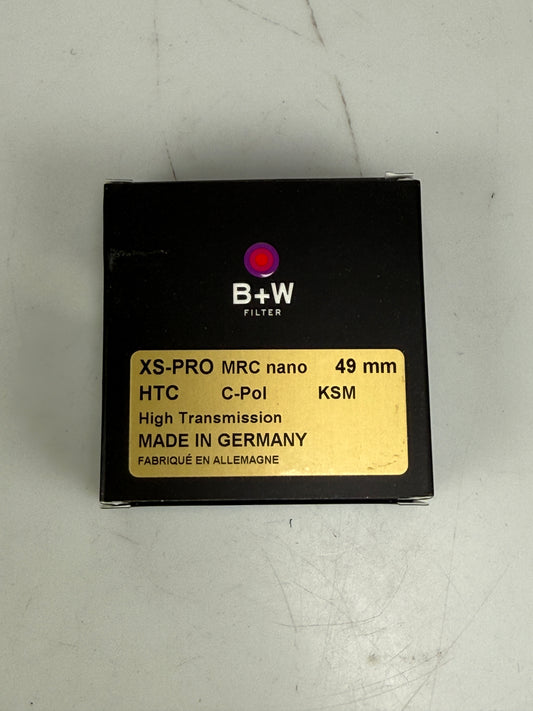 B+W
FILTER
XS-PRO MRC nano 49 mm
HTC C-Pol KSM
High Transmission
MADE IN GERMANY
FABRIQUÉ EN ALLEMAGNE